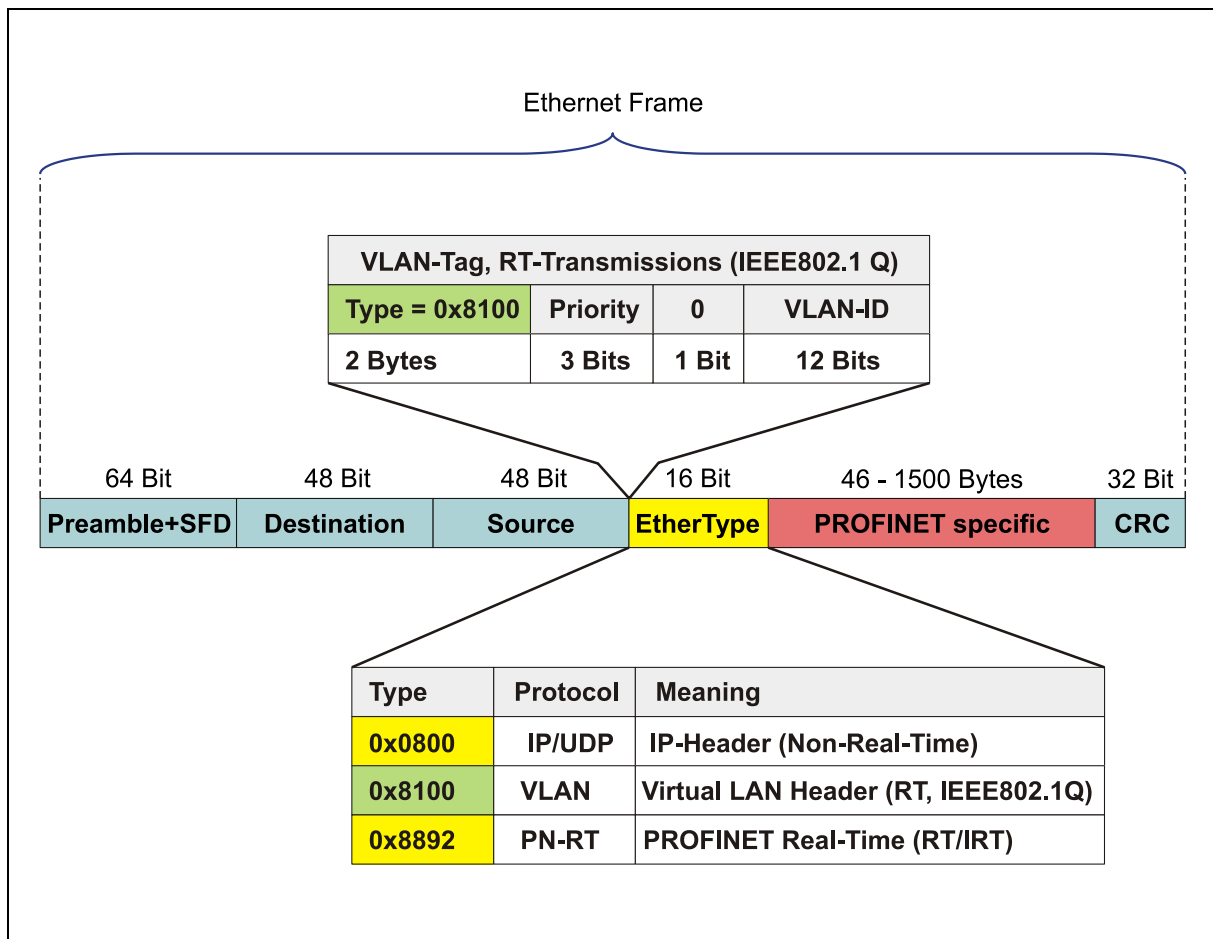 Ethernet Frame
VLAN-Tag, RT-Transmissions (IEEE802.1 Q)
Type = 0x8100 Priority 0 VLAN-ID
2 Bytes 3 Bits 1 Bit 12 Bits
64 Bit 48 Bit 48 Bit 16 Bit 46 - 1500 Bytes 32 Bit
Preamble+SFD Destination Source EtherType PROFINET specific CRC
Type Protocol Meaning
0x0800 IP/UDP IP-Header (Non-Real-Time)
0x8100 VLAN Virtual LAN Header (RT, IEEE802.1Q)
0x8892 PN-RT PROFINET Real-Time (RT/IRT)